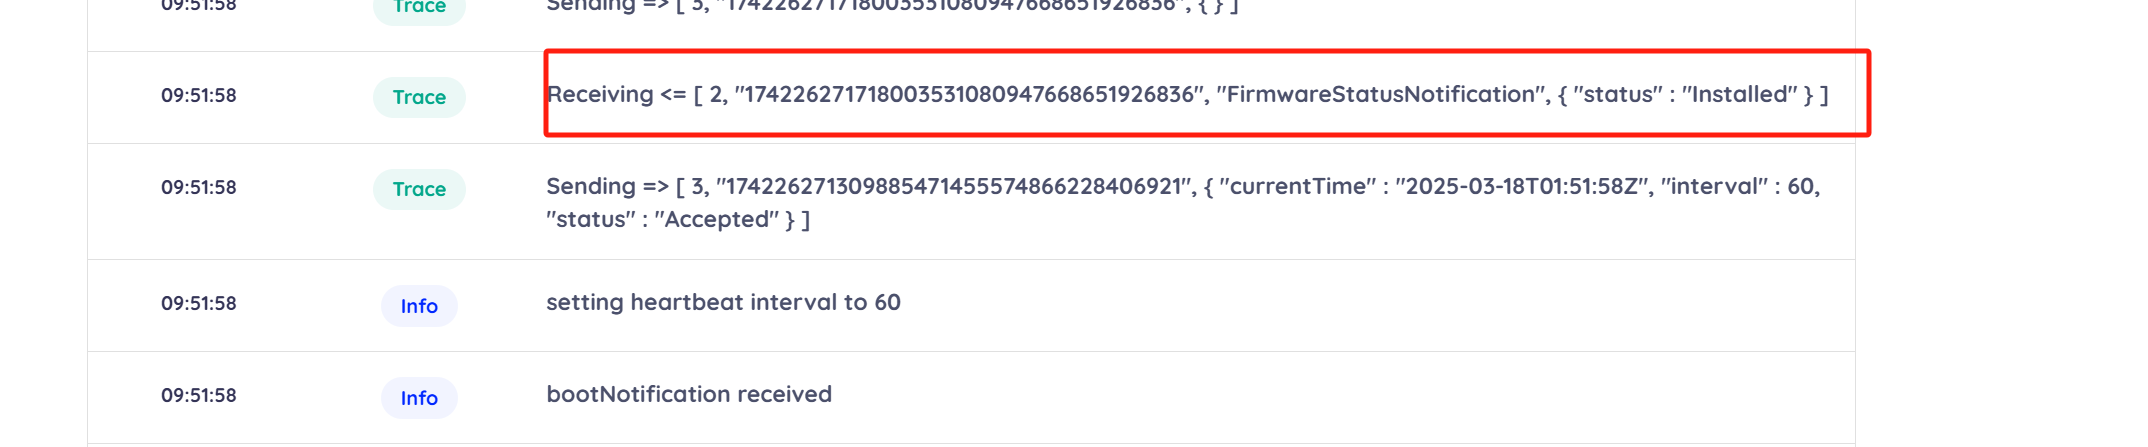 09:51:58 Trace Sending => [ 3, "174226271718003531080947668651926836", { } ]
09:51:58 Trace Receiving <= [ 2, "174226271718003531080947668651926836", "FirmwareStatusNotification", { "status" : "Installed" } ]
09:51:58 Trace Sending => [ 3, "174226271309885471455574866228406921", { "currentTime" : "2025-03-18T01:51:58Z", "interval" : 60,
"status" : "Accepted" } ]
09:51:58 Info setting heartbeat interval to 60
09:51:58 Info bootNotification received